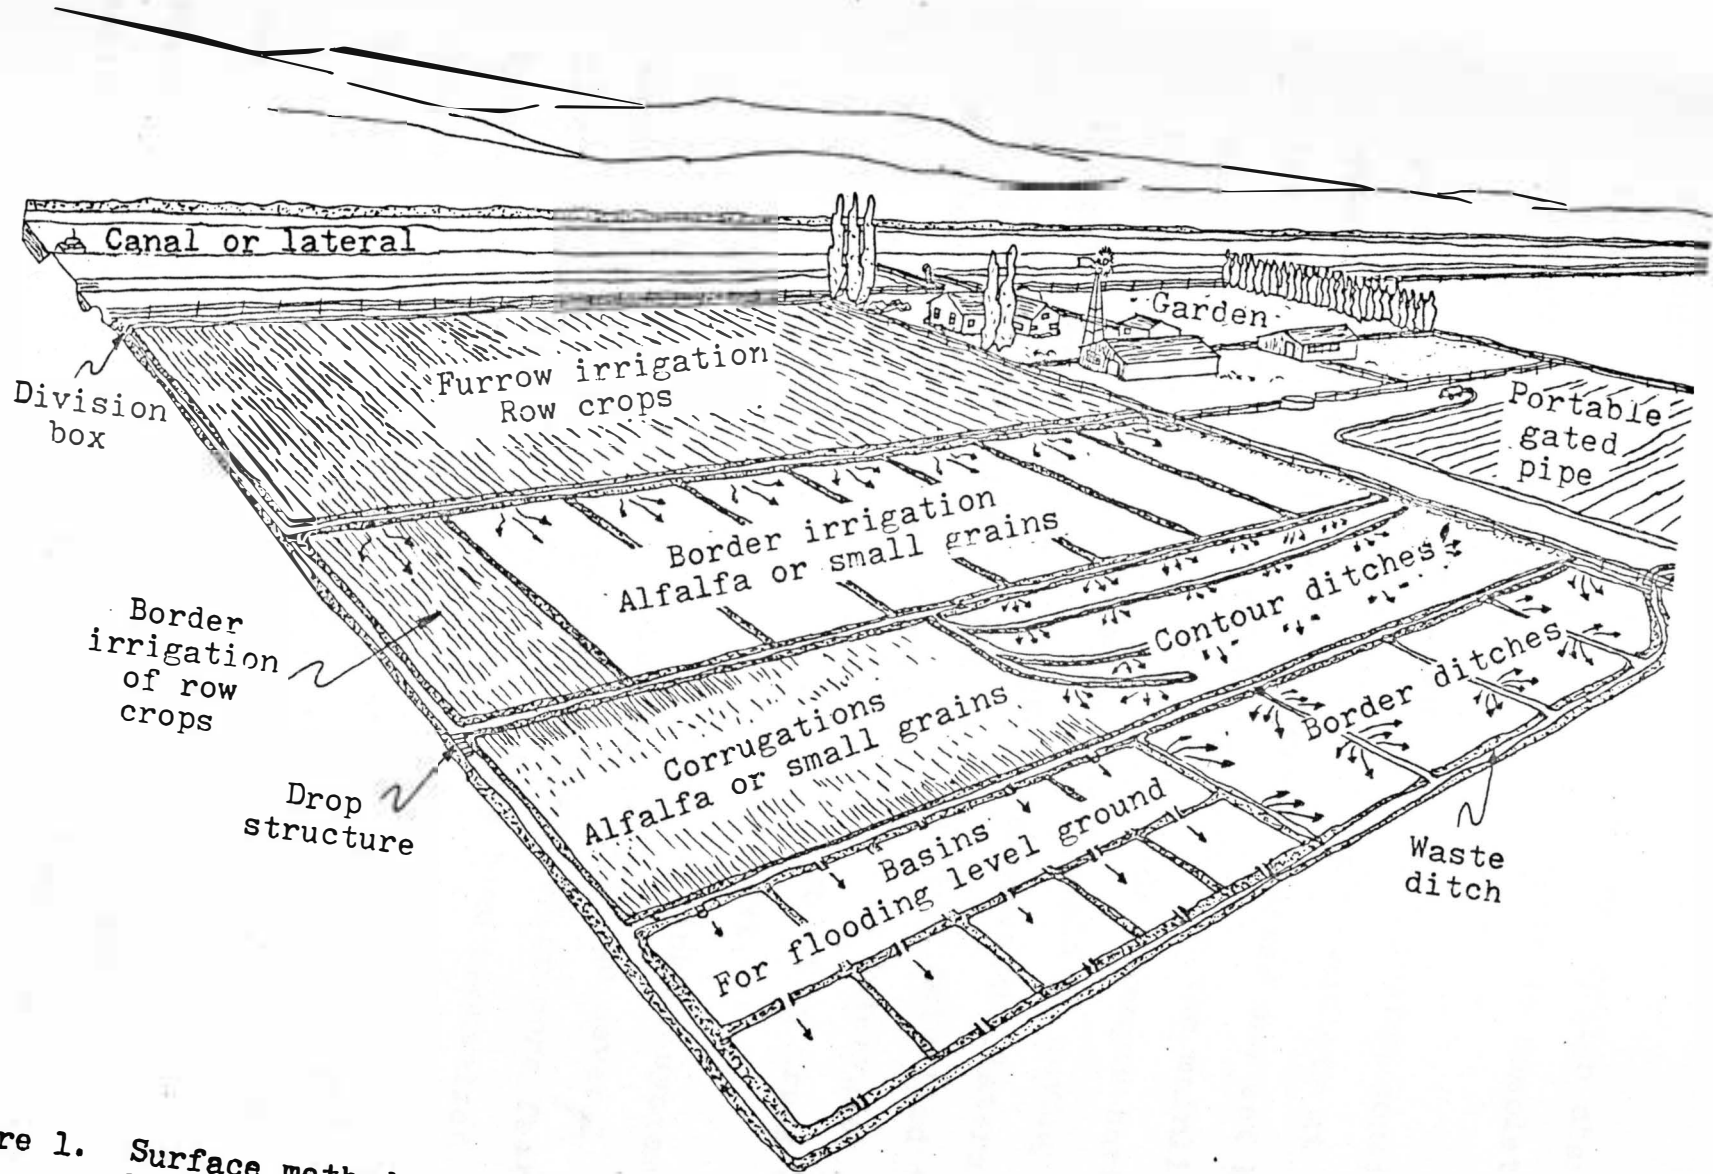 Canal or lateral
Garden
Division
box
Furrow irrigation
Row crops
Portable
gated
pipe
Border irrigation
Alfalfa or small grains
Contour ditches
Border
irrigation
of row
crops
Border ditches
Corrugations
Alfalfa or small grains
Drop
structure
Basins
For flooding level ground
Waste
ditch
re 1. Surface